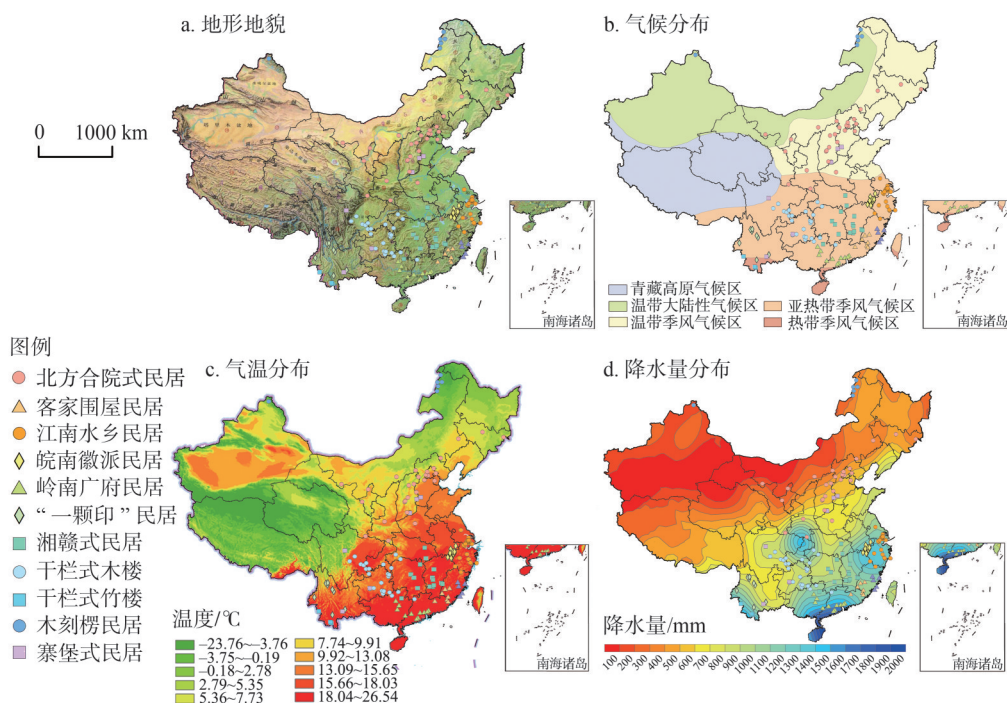 a. 地形地貌
0 1000 km
南海诸岛
b. 气候分布
青藏高原气候区
温带大陆性气候区
温带季风气候区
亚热带季风气候区
热带季风气候区
南海诸岛
图例
北方合院式民居
客家围屋民居
江南水乡民居
皖南徽派民居
岭南广府民居
“一颗印”民居
湘赣式民居
干栏式木楼
干栏式竹楼
木刻楞民居
寨堡式民居
c. 气温分布
温度/℃
−23.76~−3.76
−3.75~−0.19
−0.18~2.78
2.79~5.35
5.36~7.73
7.74~9.91
9.92~13.08
13.09~15.65
15.66~18.03
18.04~26.54
南海诸岛
d. 降水量分布
降水量/mm
100 200 300 400 500 600 700 800 900 1000 1100 1200 1300 1400 1500 1600 1700 1800 1900 2000
南海诸岛